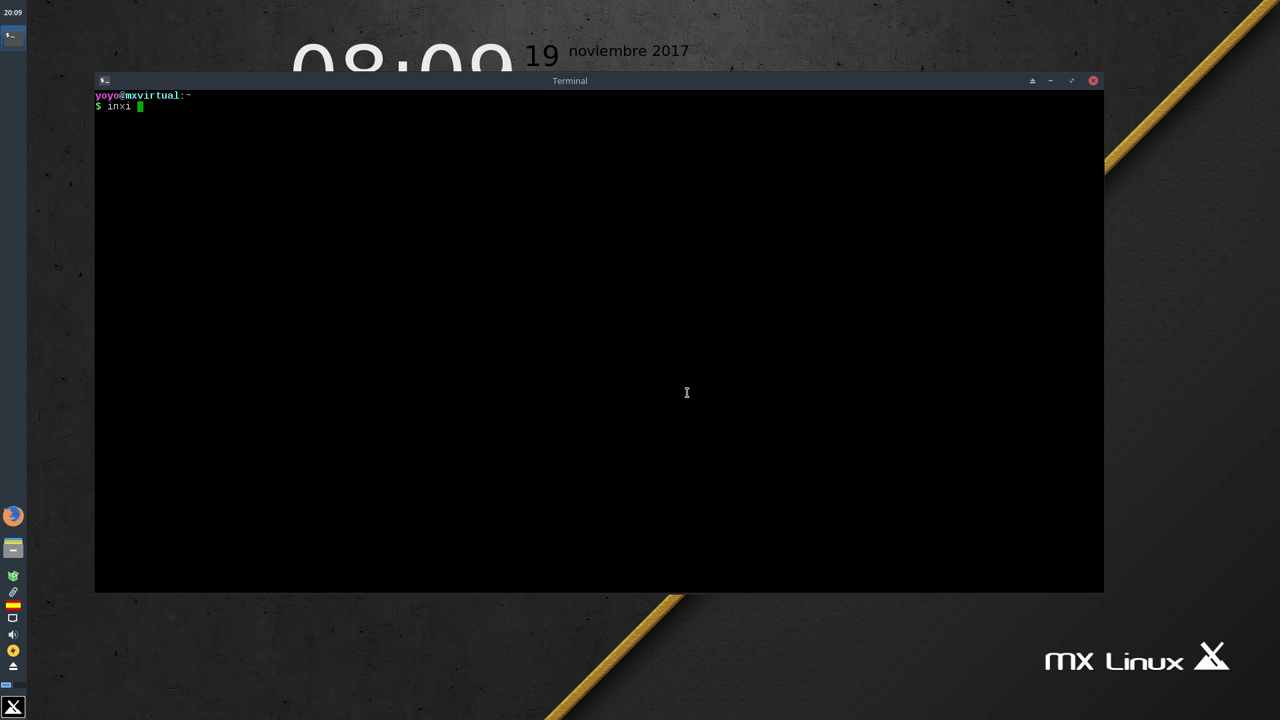 20:09
08:09 19 noviembre 2017
Terminal
yoyo@mxvirtual:~
$ inxi
mx Linux